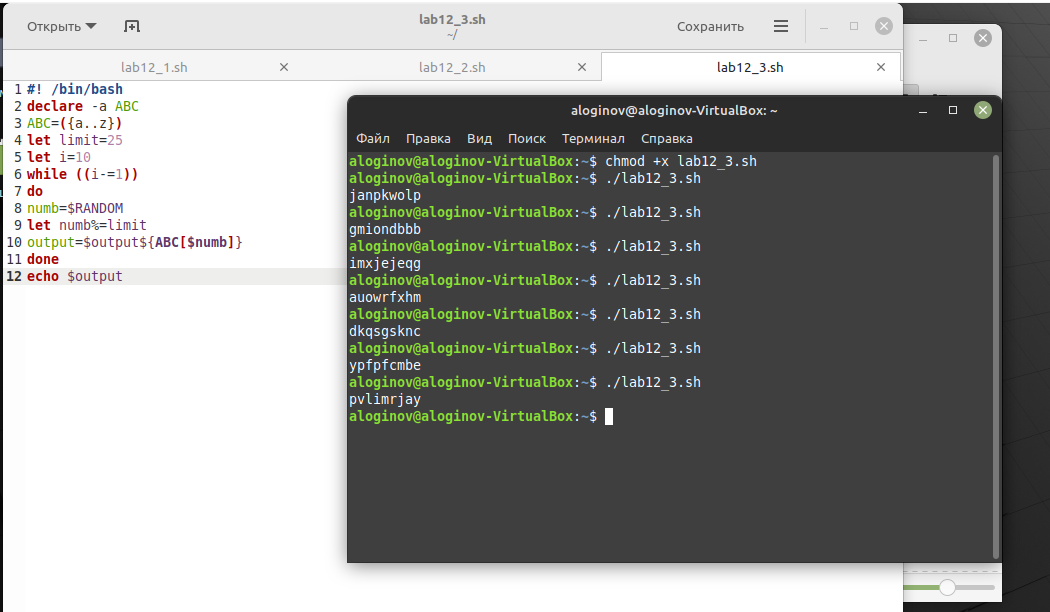 Открыть
lab12_3.sh
~/
Сохранить
lab12_1.sh
lab12_2.sh
lab12_3.sh
1 #! /bin/bash
2 declare -a ABC
3 ABC=({a..z})
4 let limit=25
5 let i=10
6 while ((i-=1))
7 do
8 numb=$RANDOM
9 let numb%=limit
10 output=$output${ABC[$numb]}
11 done
12 echo $output
aloginov@aloginov-VirtualBox: ~
Файл Правка Вид Поиск Терминал Справка
aloginov@aloginov-VirtualBox:~$ chmod +x lab12_3.sh
aloginov@aloginov-VirtualBox:~$ ./lab12_3.sh
janpkwolp
aloginov@aloginov-VirtualBox:~$ ./lab12_3.sh
gmiondbbb
aloginov@aloginov-VirtualBox:~$ ./lab12_3.sh
imxjejeqg
aloginov@aloginov-VirtualBox:~$ ./lab12_3.sh
auowrfxhm
aloginov@aloginov-VirtualBox:~$ ./lab12_3.sh
dkqsgsknc
aloginov@aloginov-VirtualBox:~$ ./lab12_3.sh
ypfpfcmbe
aloginov@aloginov-VirtualBox:~$ ./lab12_3.sh
pvlimrjay
aloginov@aloginov-VirtualBox:~$